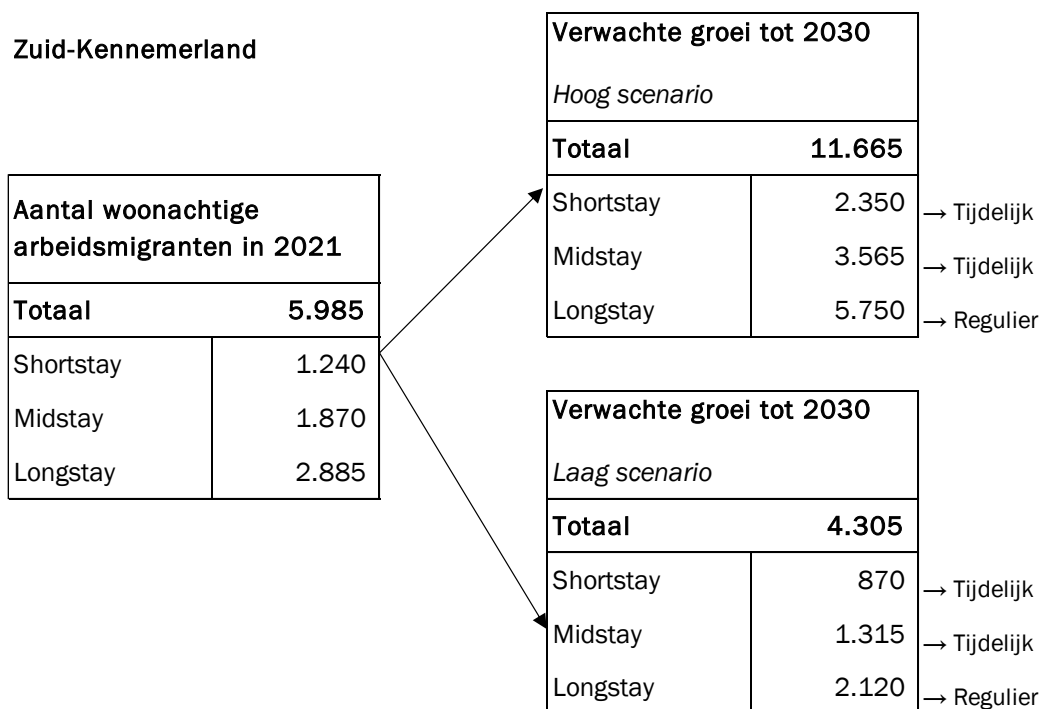 Zuid-Kennemerland
Aantal woonachtige
arbeidsmigranten in 2021
Totaal 5.985
Shortstay 1.240
Midstay 1.870
Longstay 2.885
Verwachte groei tot 2030
Hoog scenario
Totaal 11.665
Shortstay 2.350 → Tijdelijk
Midstay 3.565 → Tijdelijk
Longstay 5.750 → Regulier
Verwachte groei tot 2030
Laag scenario
Totaal 4.305
Shortstay 870 → Tijdelijk
Midstay 1.315 → Tijdelijk
Longstay 2.120 → Regulier